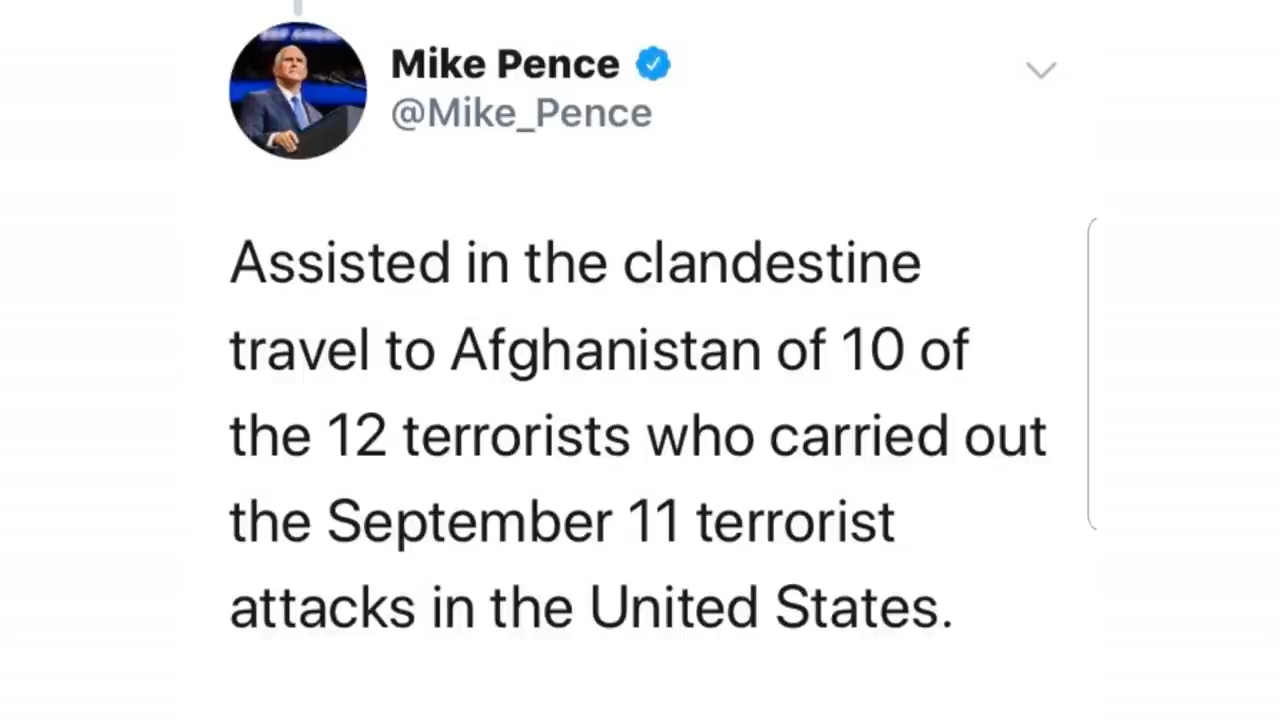 Mike Pence
@Mike_Pence
Assisted in the clandestine
travel to Afghanistan of 10 of
the 12 terrorists who carried out
the September 11 terrorist
attacks in the United States.